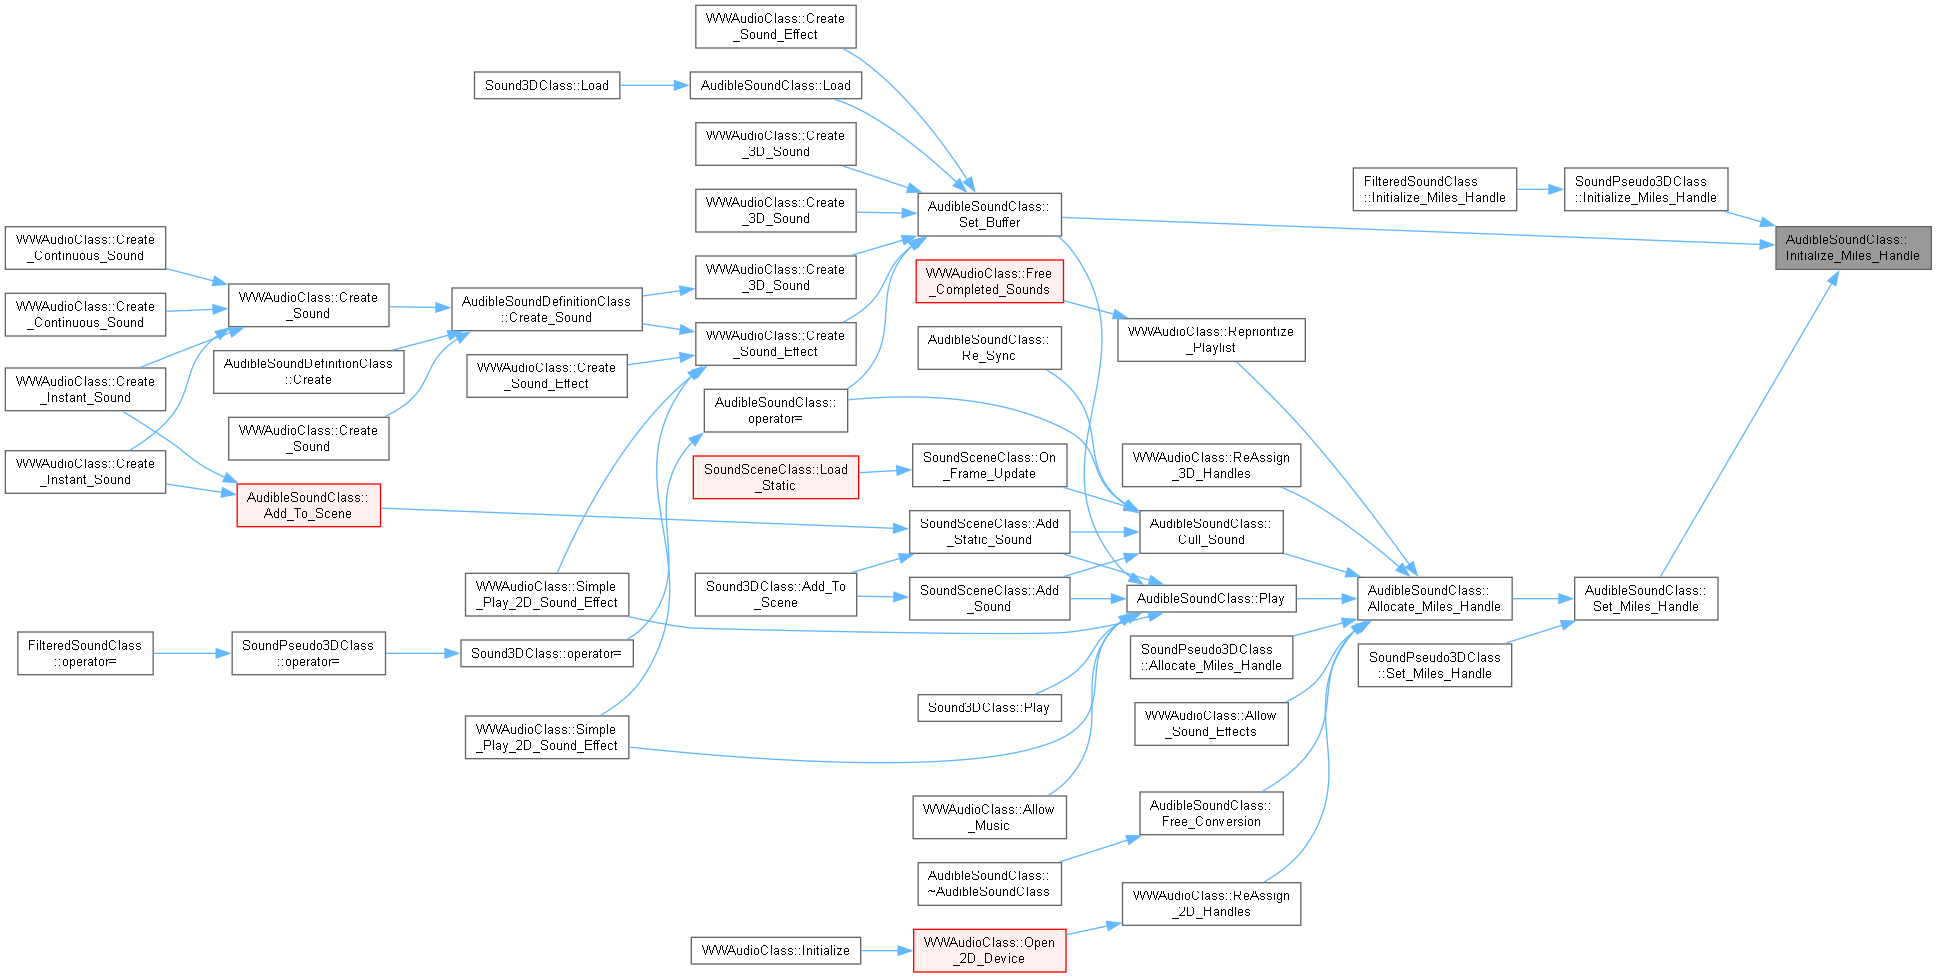 WWAudioClass::Create
_Sound_Effect
Sound3DClass::Load
AudibleSoundClass::Load
WWAudioClass::Create
_3D_Sound
WWAudioClass::Create
_3D_Sound
AudibleSoundClass::
Set_Buffer
FilteredSoundClass
::Initialize_Miles_Handle
SoundPseudo3DClass
::Initialize_Miles_Handle
AudibleSoundClass::
Initialize_Miles_Handle
WWAudioClass::Create
_Continuous_Sound
WWAudioClass::Create
_Continuous_Sound
WWAudioClass::Create
_Sound
AudibleSoundDefinitionClass
::Create_Sound
WWAudioClass::Create
_3D_Sound
WWAudioClass::Free
_Completed_Sounds
WWAudioClass::Create
_Sound_Effect
WWAudioClass::Reprioritize
_Playlist
AudibleSoundClass::
Re_Sync
AudibleSoundDefinitionClass
::Create
WWAudioClass::Create
_Sound_Effect
WWAudioClass::Create
_Instant_Sound
AudibleSoundClass::
operator=
WWAudioClass::Create
_Sound
WWAudioClass::Create
_Instant_Sound
SoundSceneClass::Load
_Static
SoundSceneClass::On
_Frame_Update
WWAudioClass::ReAssign
_3D_Handles
AudibleSoundClass::
Add_To_Scene
SoundSceneClass::Add
_Static_Sound
AudibleSoundClass::
Cull_Sound
WWAudioClass::Simple
_Play_2D_Sound_Effect
Sound3DClass::Add_To
_Scene
SoundSceneClass::Add
_Sound
AudibleSoundClass::Play
AudibleSoundClass::
Allocate_Miles_Handle
AudibleSoundClass::
Set_Miles_Handle
FilteredSoundClass
::operator=
SoundPseudo3DClass
::operator=
Sound3DClass::operator=
SoundPseudo3DClass
::Allocate_Miles_Handle
SoundPseudo3DClass
::Set_Miles_Handle
Sound3DClass::Play
WWAudioClass::Simple
_Play_2D_Sound_Effect
WWAudioClass::Allow
_Sound_Effects
WWAudioClass::Allow
_Music
AudibleSoundClass::
Free_Conversion
AudibleSoundClass::
~AudibleSoundClass
WWAudioClass::ReAssign
_2D_Handles
WWAudioClass::Initialize
WWAudioClass::Open
_2D_Device